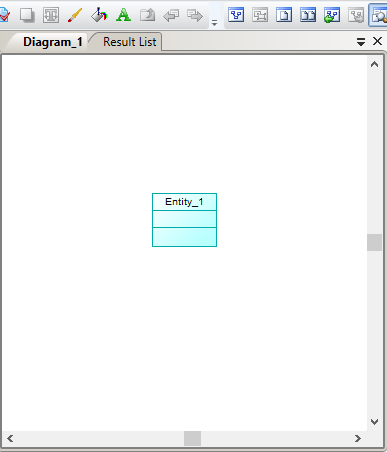 Diagram_1 Result List
Entity_1